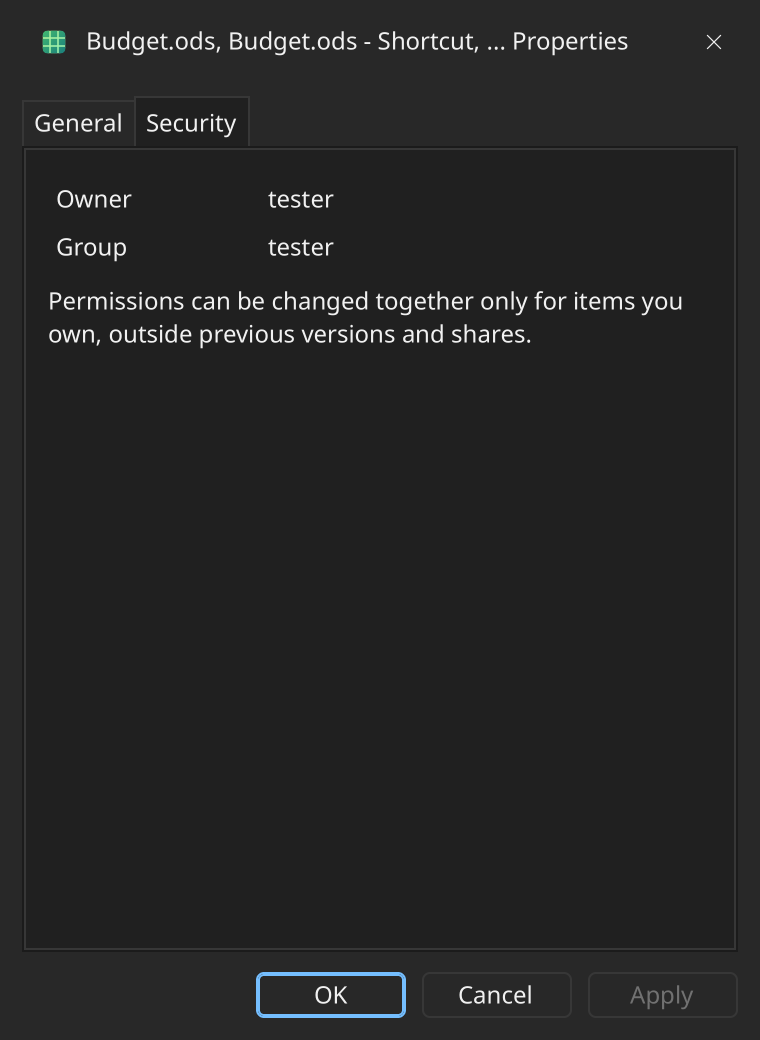 Budget.ods, Budget.ods - Shortcut, ... Properties
General Security
Owner tester
Group tester
Permissions can be changed together only for items you
own, outside previous versions and shares.
OK Cancel Apply